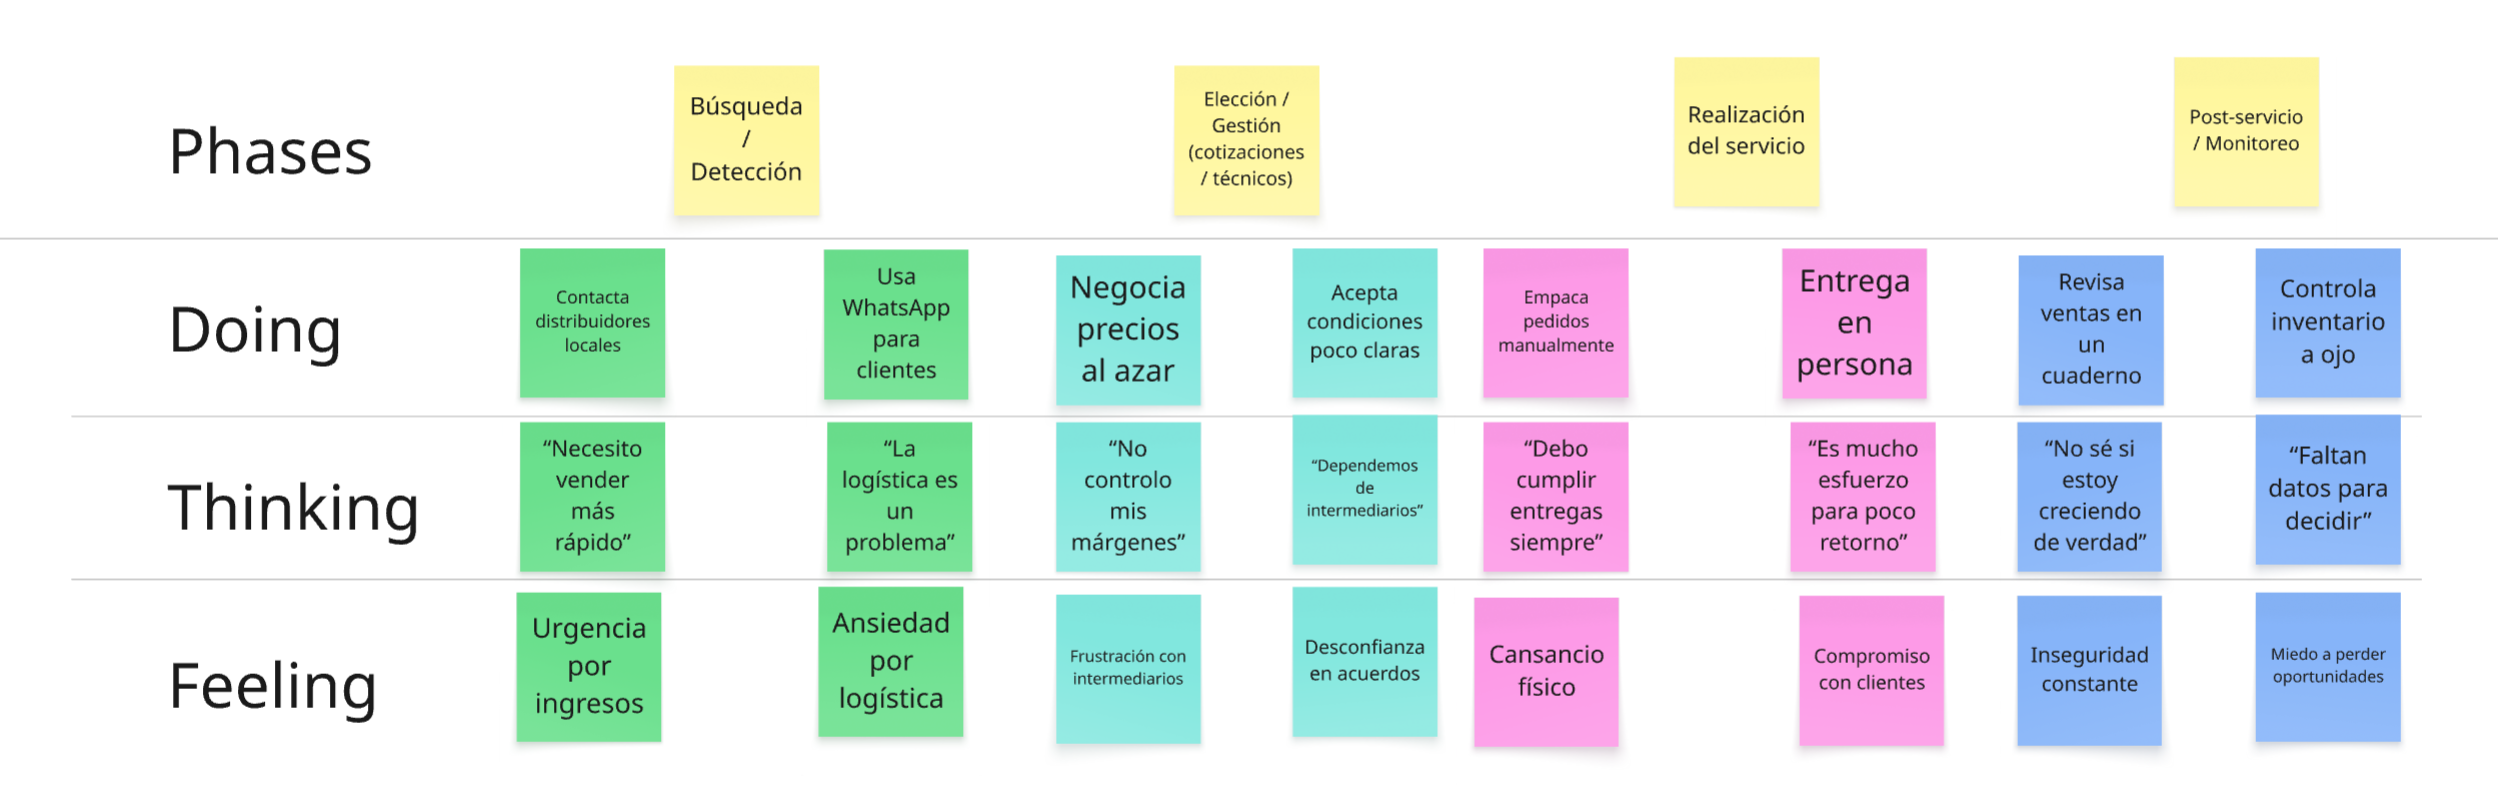 Phases
Búsqueda
/
Detección
Elección /
Gestión
(cotizaciones
/ técnicos)
Realización
del servicio
Post-servicio
/ Monitoreo
Doing
Contacta
distribuidores
locales
Usa
WhatsApp
para
clientes
Negocia
precios
al azar
Acepta
condiciones
poco claras
Empaca
pedidos
manualmente
Entrega
en
persona
Revisa
ventas en
un
cuaderno
Controla
inventario
a ojo
Thinking
“Necesito
vender
más
rápido”
“La
logística es
un
problema”
“No
controlo
mis
márgenes”
“Dependemos
de
intermediarios”
“Debo
cumplir
entregas
siempre”
“Es mucho
esfuerzo
para poco
retorno”
“No sé si
estoy
creciendo
de verdad”
“Faltan
datos para
decidir”
Feeling
Urgencia
por
ingresos
Ansiedad
por
logística
Frustración con
intermediarios
Desconfianza
en acuerdos
Cansancio
físico
Compromiso
con clientes
Inseguridad
constante
Miedo a perder
oportunidades